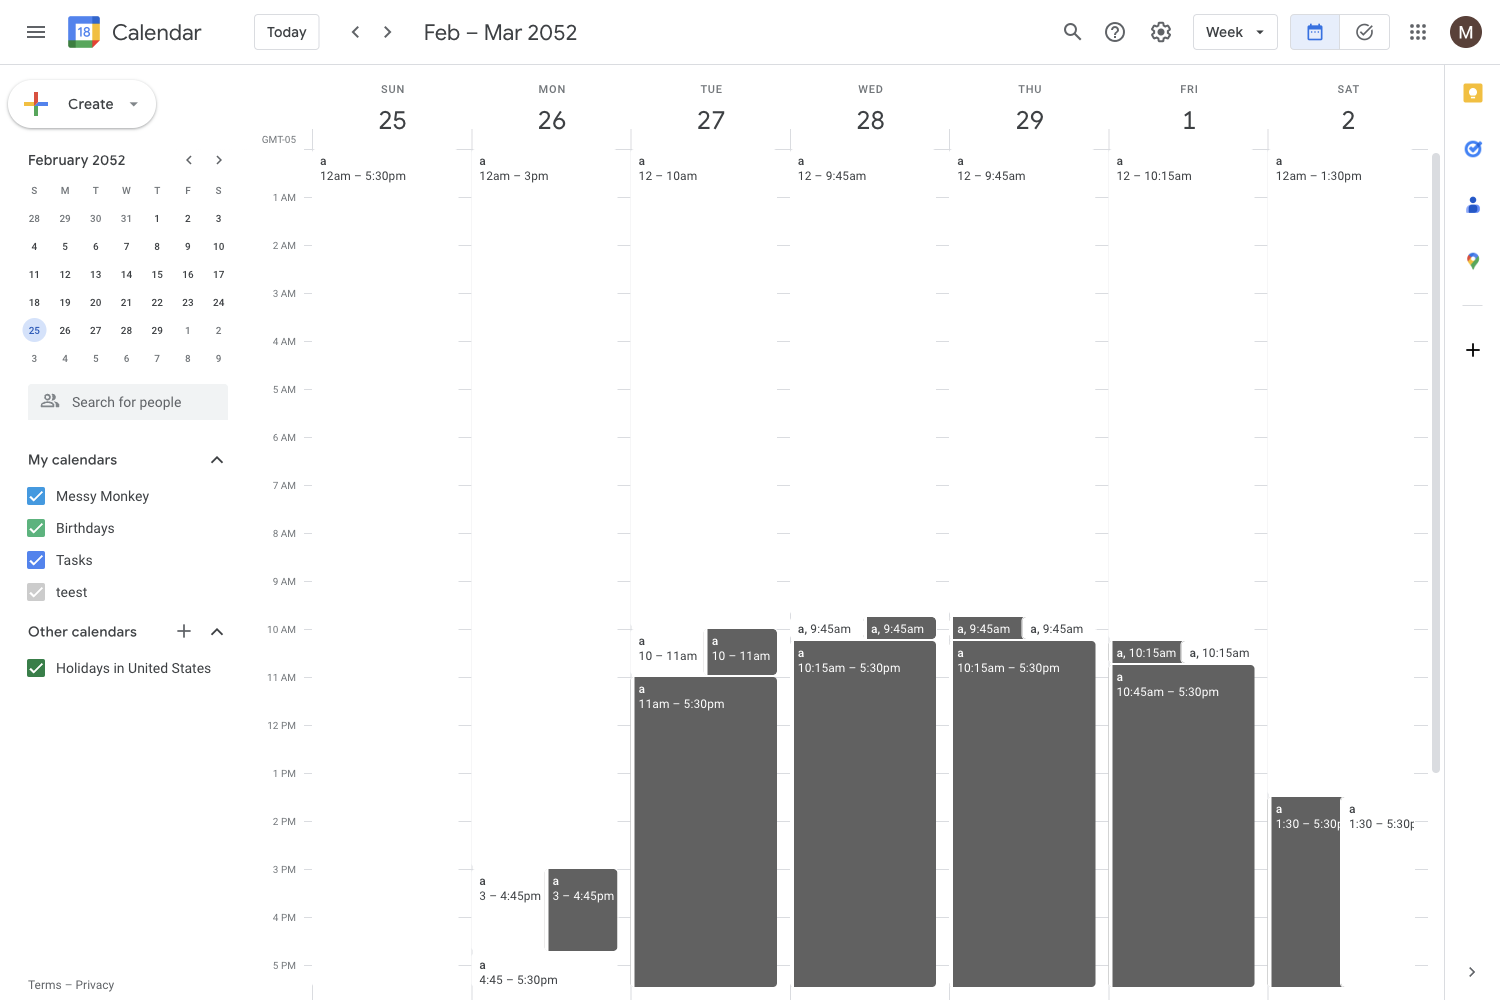 18 Calendar Today Feb – Mar 2052 Week M
Create
February 2052
S M T W T F S
28 29 30 31 1 2 3
4 5 6 7 8 9 10
11 12 13 14 15 16 17
18 19 20 21 22 23 24
25 26 27 28 29 1 2
3 4 5 6 7 8 9
Search for people
My calendars
Messy Monkey
Birthdays
Tasks
teest
Other calendars
Holidays in United States
Terms – Privacy
SUN MON TUE WED THU FRI SAT
25 26 27 28 29 1 2
GMT-05
a a a a a a a
12am – 5:30pm 12am – 3pm 12 – 10am 12 – 9:45am 12 – 9:45am 12 – 10:15am 12am – 1:30pm
1 AM
2 AM
3 AM
4 AM
5 AM
6 AM
7 AM
8 AM
9 AM
10 AM a, 9:45am a, 9:45am a, 9:45am a, 9:45am
a a
10 – 11am 10 – 11am
a a a, 10:15am a, 10:15am
10:15am – 5:30pm 10:15am – 5:30pm
11 AM a
10:45am – 5:30pm
a
11am – 5:30pm
12 PM
1 PM
a a
2 PM 1:30 – 5:30p 1:30 – 5:30p
3 PM
a a
3 – 4:45pm 3 – 4:45pm
4 PM
5 PM a
4:45 – 5:30pm